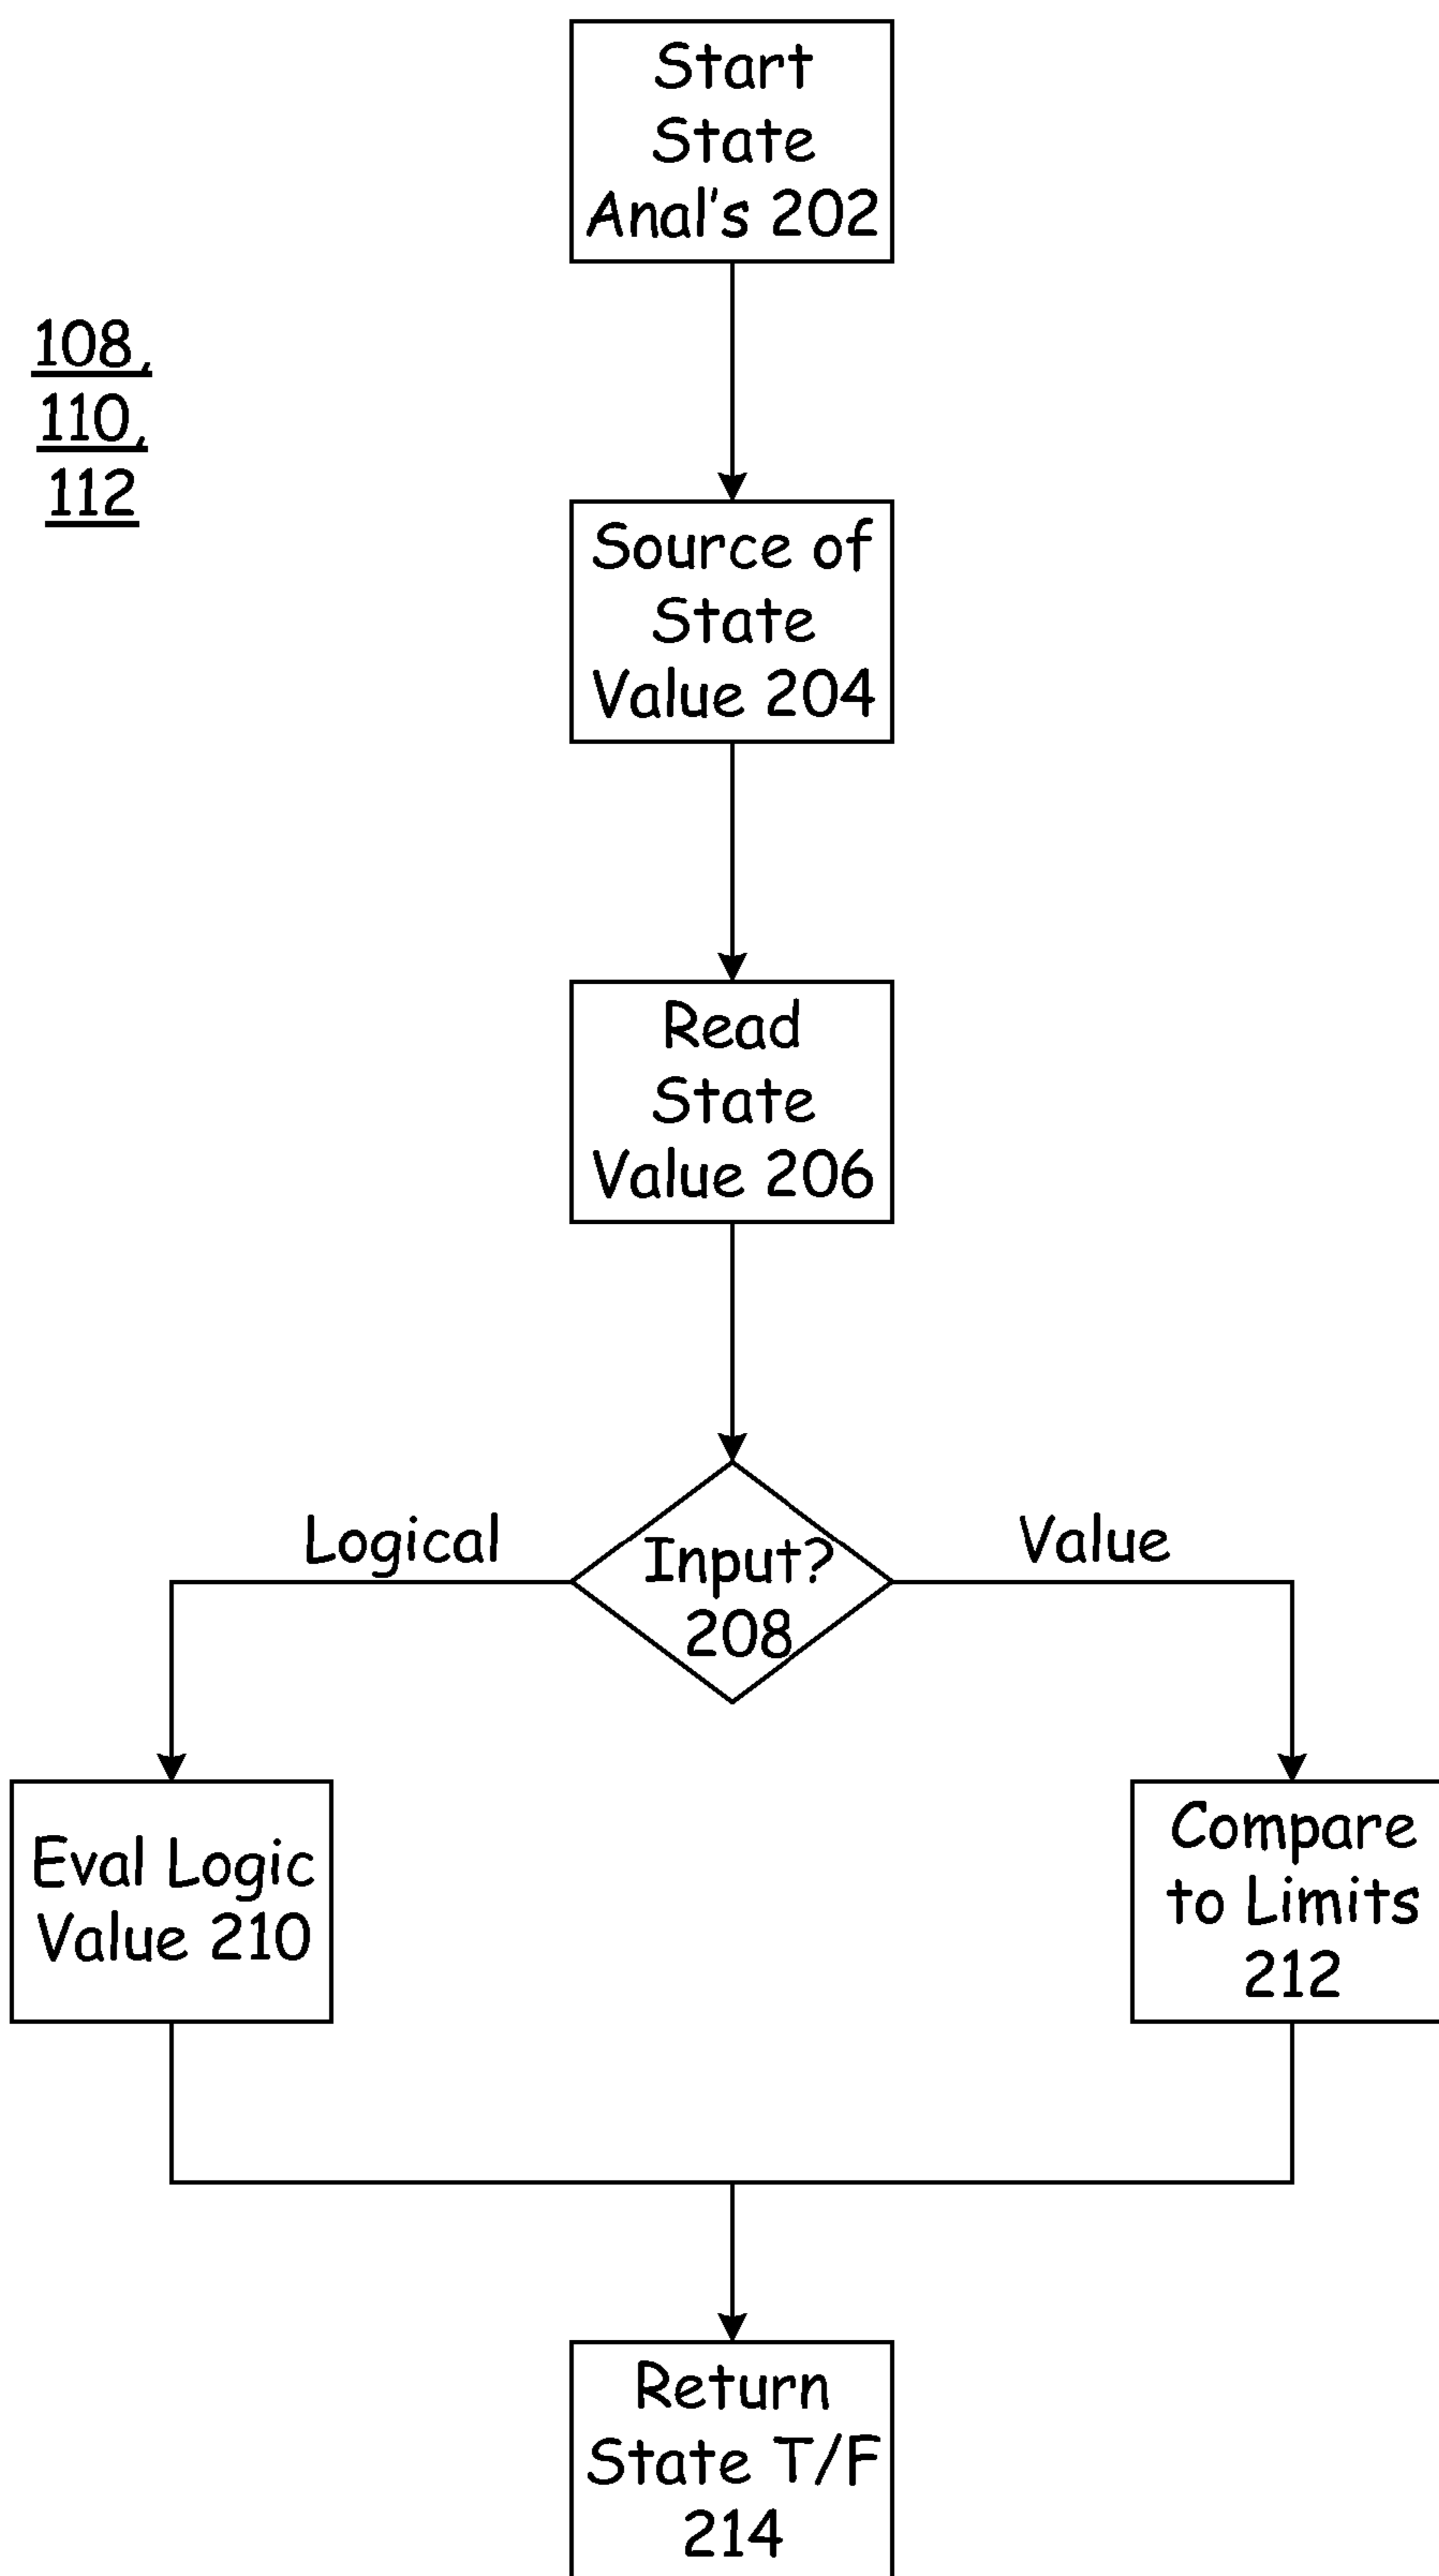 Start
State
Anal's 202
108,
110,
112
Source of
State
Value 204
Read
State
Value 206
Logical
Input?
208
Value
Eval Logic
Value 210
Compare
to Limits
212
Return
State T/F
214